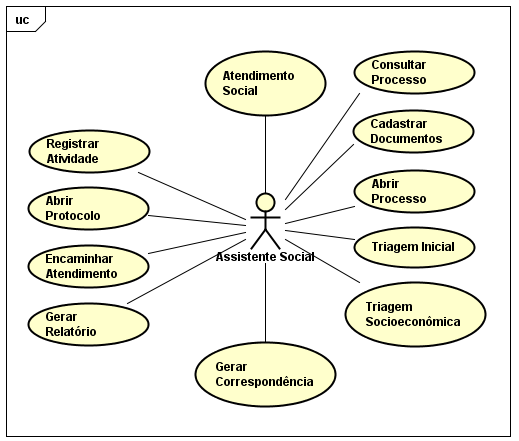 uc
Atendimento
Social
Consultar
Processo
Cadastrar
Documentos
Registrar
Atividade
Abrir
Processo
Abrir
Protocolo
Triagem Inicial
Assistente Social
Encaminhar
Atendimento
Triagem
Socioeconômica
Gerar
Relatório
Gerar
Correspondência